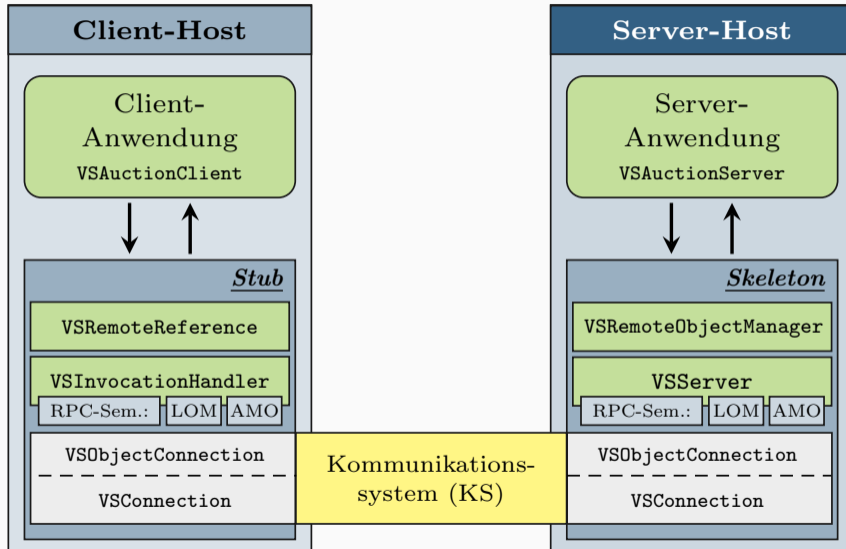 Client-Host
Client-
Anwendung
VSAuctionClient
Stub
VSRemoteReference
VSInvocationHandler
RPC-Sem.: LOM AMO
VSObjectConnection
VSConnection
Kommunikations-
system (KS)
Server-Host
Server-
Anwendung
VSAuctionServer
Skeleton
VSRemoteObjectManager
VSServer
RPC-Sem.: LOM AMO
VSObjectConnection
VSConnection